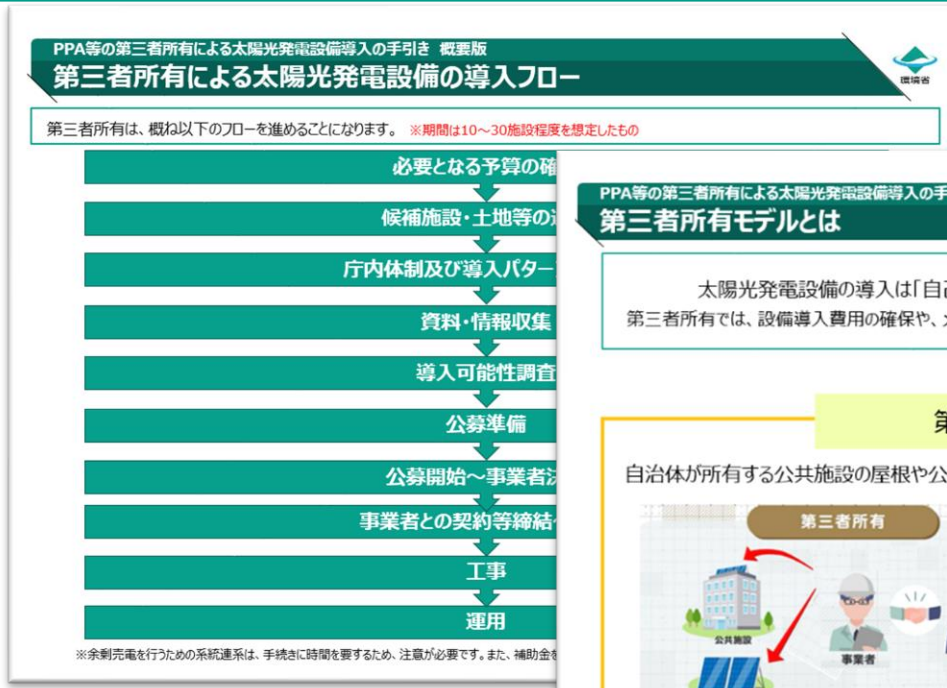 PPA等の第三者所有による太陽光発電設備導入の手引き 概要版
第三者所有による太陽光発電設備の導入フロー
環境省
第三者所有は、概ね以下のフローを進めることになります。 ※期間は10～30施設程度を想定したもの
必要となる予算の確
候補施設・土地等の
庁内体制及び導入パター
資料・情報収集
導入可能性調査
公募準備
公募開始～事業者決
事業者との契約等締結
工事
運用
※余剰売電を行うための系統連系は、手続きに時間を要するため、注意が必要です。また、補助金を
PPA等の第三者所有による太陽光発電設備導入の手
第三者所有モデルとは
太陽光発電設備の導入は「自己
第三者所有では、設備導入費用の確保や、メ
第
自治体が所有する公共施設の屋根や公
第三者所有
公共施設
事業者